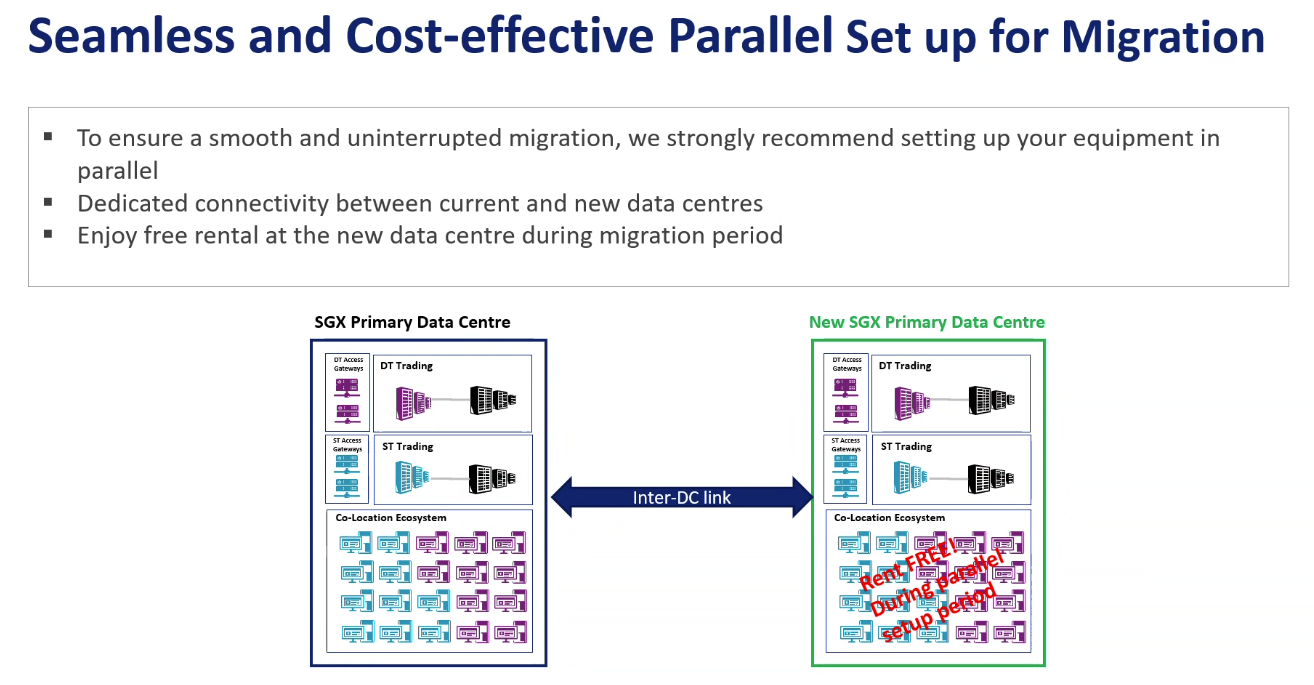 Seamless and Cost-effective Parallel Set up for Migration
▪ To ensure a smooth and uninterrupted migration, we strongly recommend setting up your equipment in
parallel
▪ Dedicated connectivity between current and new data centres
▪ Enjoy free rental at the new data centre during migration period
SGX Primary Data Centre
DT Access
Gateways
DT Trading
ST Access
Gateways
ST Trading
Co-Location Ecosystem
Inter-DC link
New SGX Primary Data Centre
DT Access
Gateways
DT Trading
ST Access
Gateways
ST Trading
Co-Location Ecosystem
Rent FREE!
During parallel
setup period